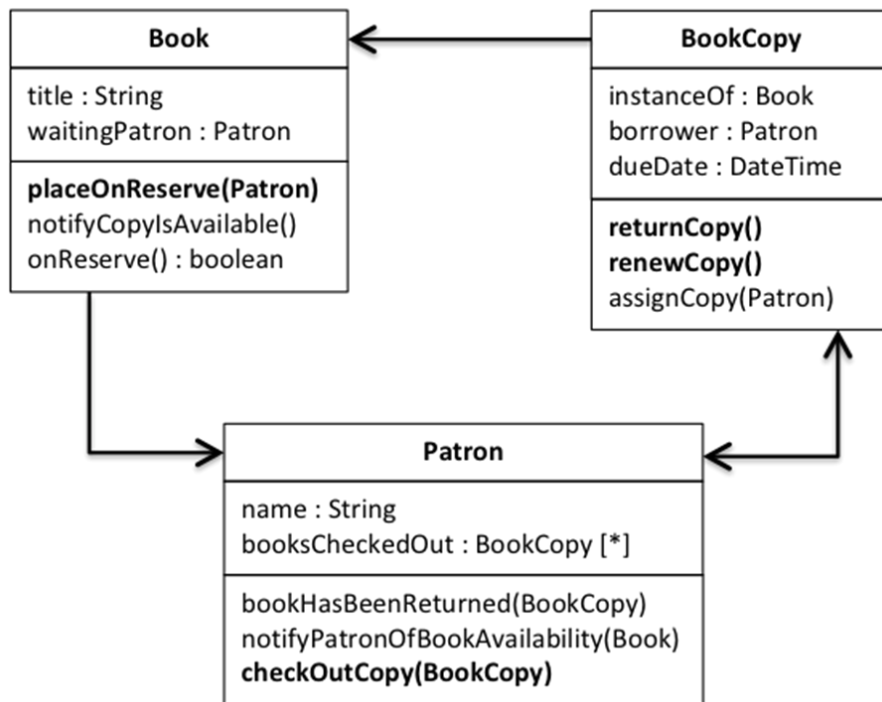 Book
title : String
waitingPatron : Patron
placeOnReserve(Patron)
notifyCopyIsAvailable()
onReserve() : boolean
BookCopy
instanceOf : Book
borrower : Patron
dueDate : DateTime
returnCopy()
renewCopy()
assignCopy(Patron)
Patron
name : String
booksCheckedOut : BookCopy [*]
bookHasBeenReturned(BookCopy)
notifyPatronOfBookAvailability(Book)
checkOutCopy(BookCopy)